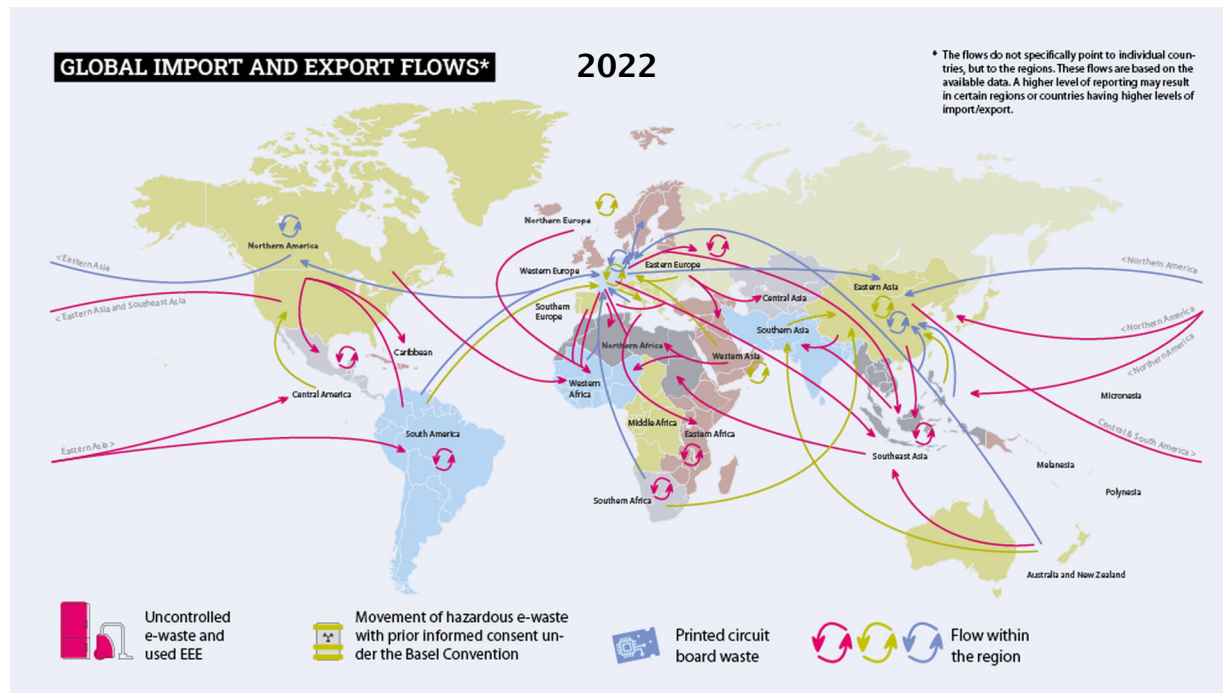 GLOBAL IMPORT AND EXPORT FLOWS*
2022
* The flows do not specifically point to individual coun-
tries, but to the regions. These flows are based on the
available data. A higher level of reporting may result
in certain regions or countries having higher levels of
import/export.
Northern Europe
Northern America
<Eastern Asia
Western Europe
Eastern Europe
<Northern America
Eastern Asia
Central Asia
< Eastern Asia and Southeast Asia
Southern
Europe
<Northern America
Southern Asia
Northern Africa
<Northern America
Caribbean
Western Asia
Western
Africa
Central America
Micronesia
Middle Africa
Eastern Africa
South America
Central & South America >
Eastern Asia >
Southeast Asia
Melanesia
Polynesia
Southern Africa
Australia and New Zealand
Uncontrolled
e-waste and
used EEE
Movement of hazardous e-waste
with prior informed consent un-
der the Basel Convention
Printed circuit
board waste
Flow within
the region